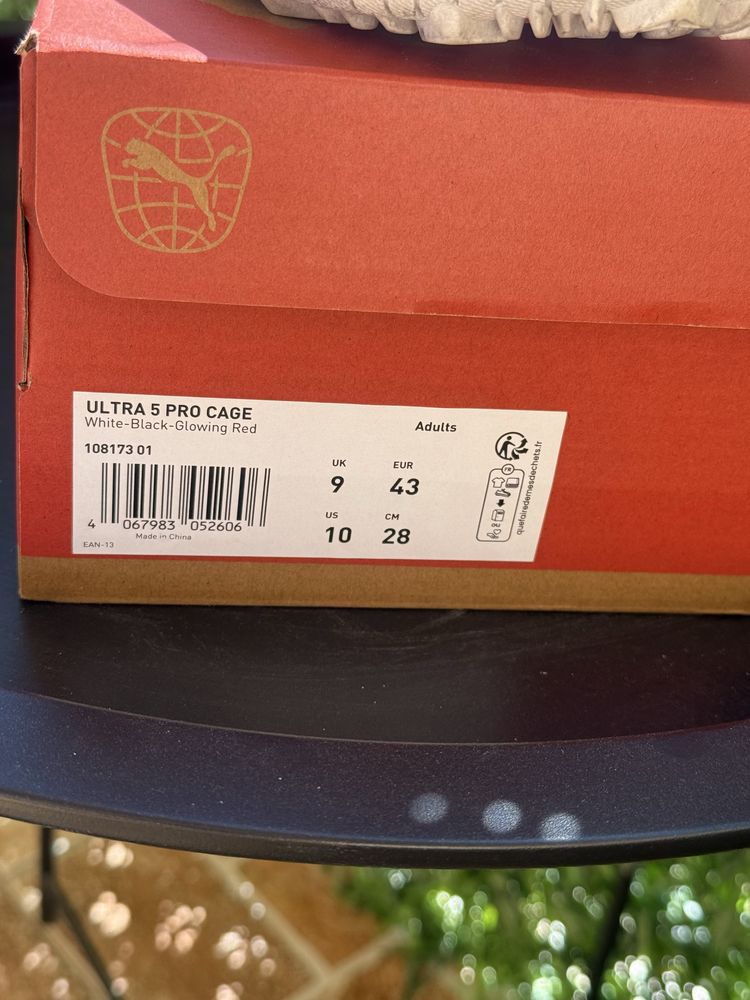 ULTRA 5 PRO CAGE
White-Black-Glowing Red
Adults
108173 01
UK
9
EUR
43
US
10
CM
28
4 067983 052606
Made in China
EAN-13
FR
quefairedemesdechets.fr